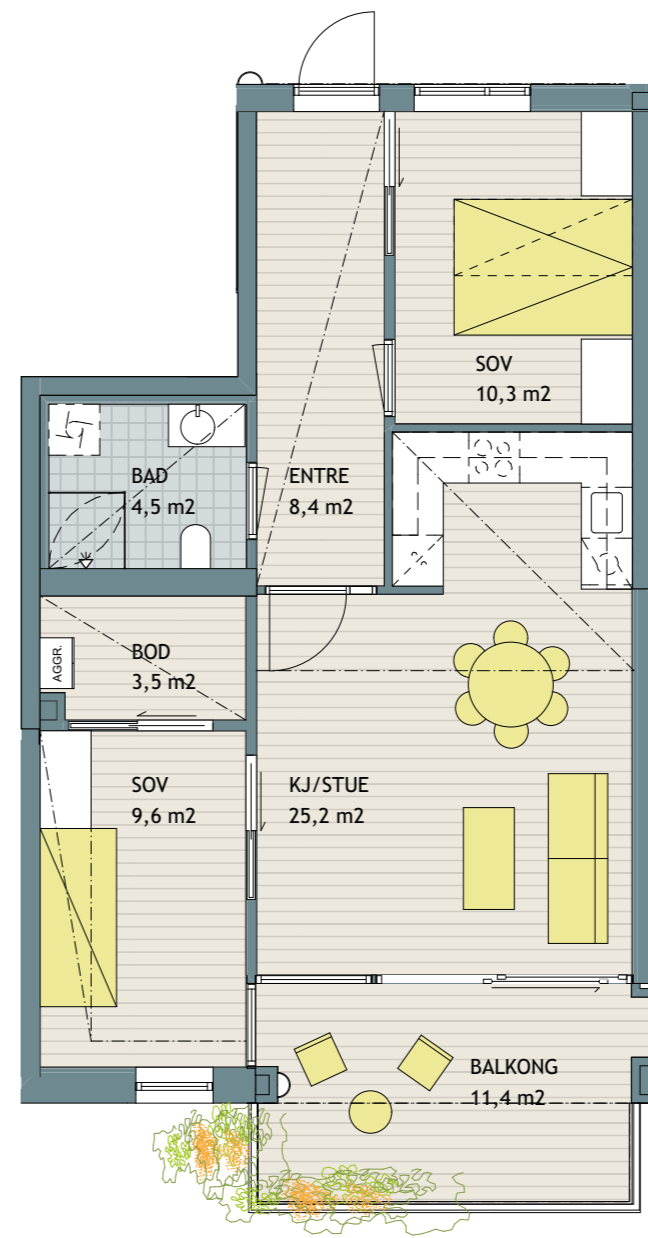 SOV
10,3 m2
BAD
4,5 m2
ENTRE
8,4 m2
BOD
3,5 m2
AGGR.
SOV
9,6 m2
KJ/STUE
25,2 m2
BALKONG
11,4 m2